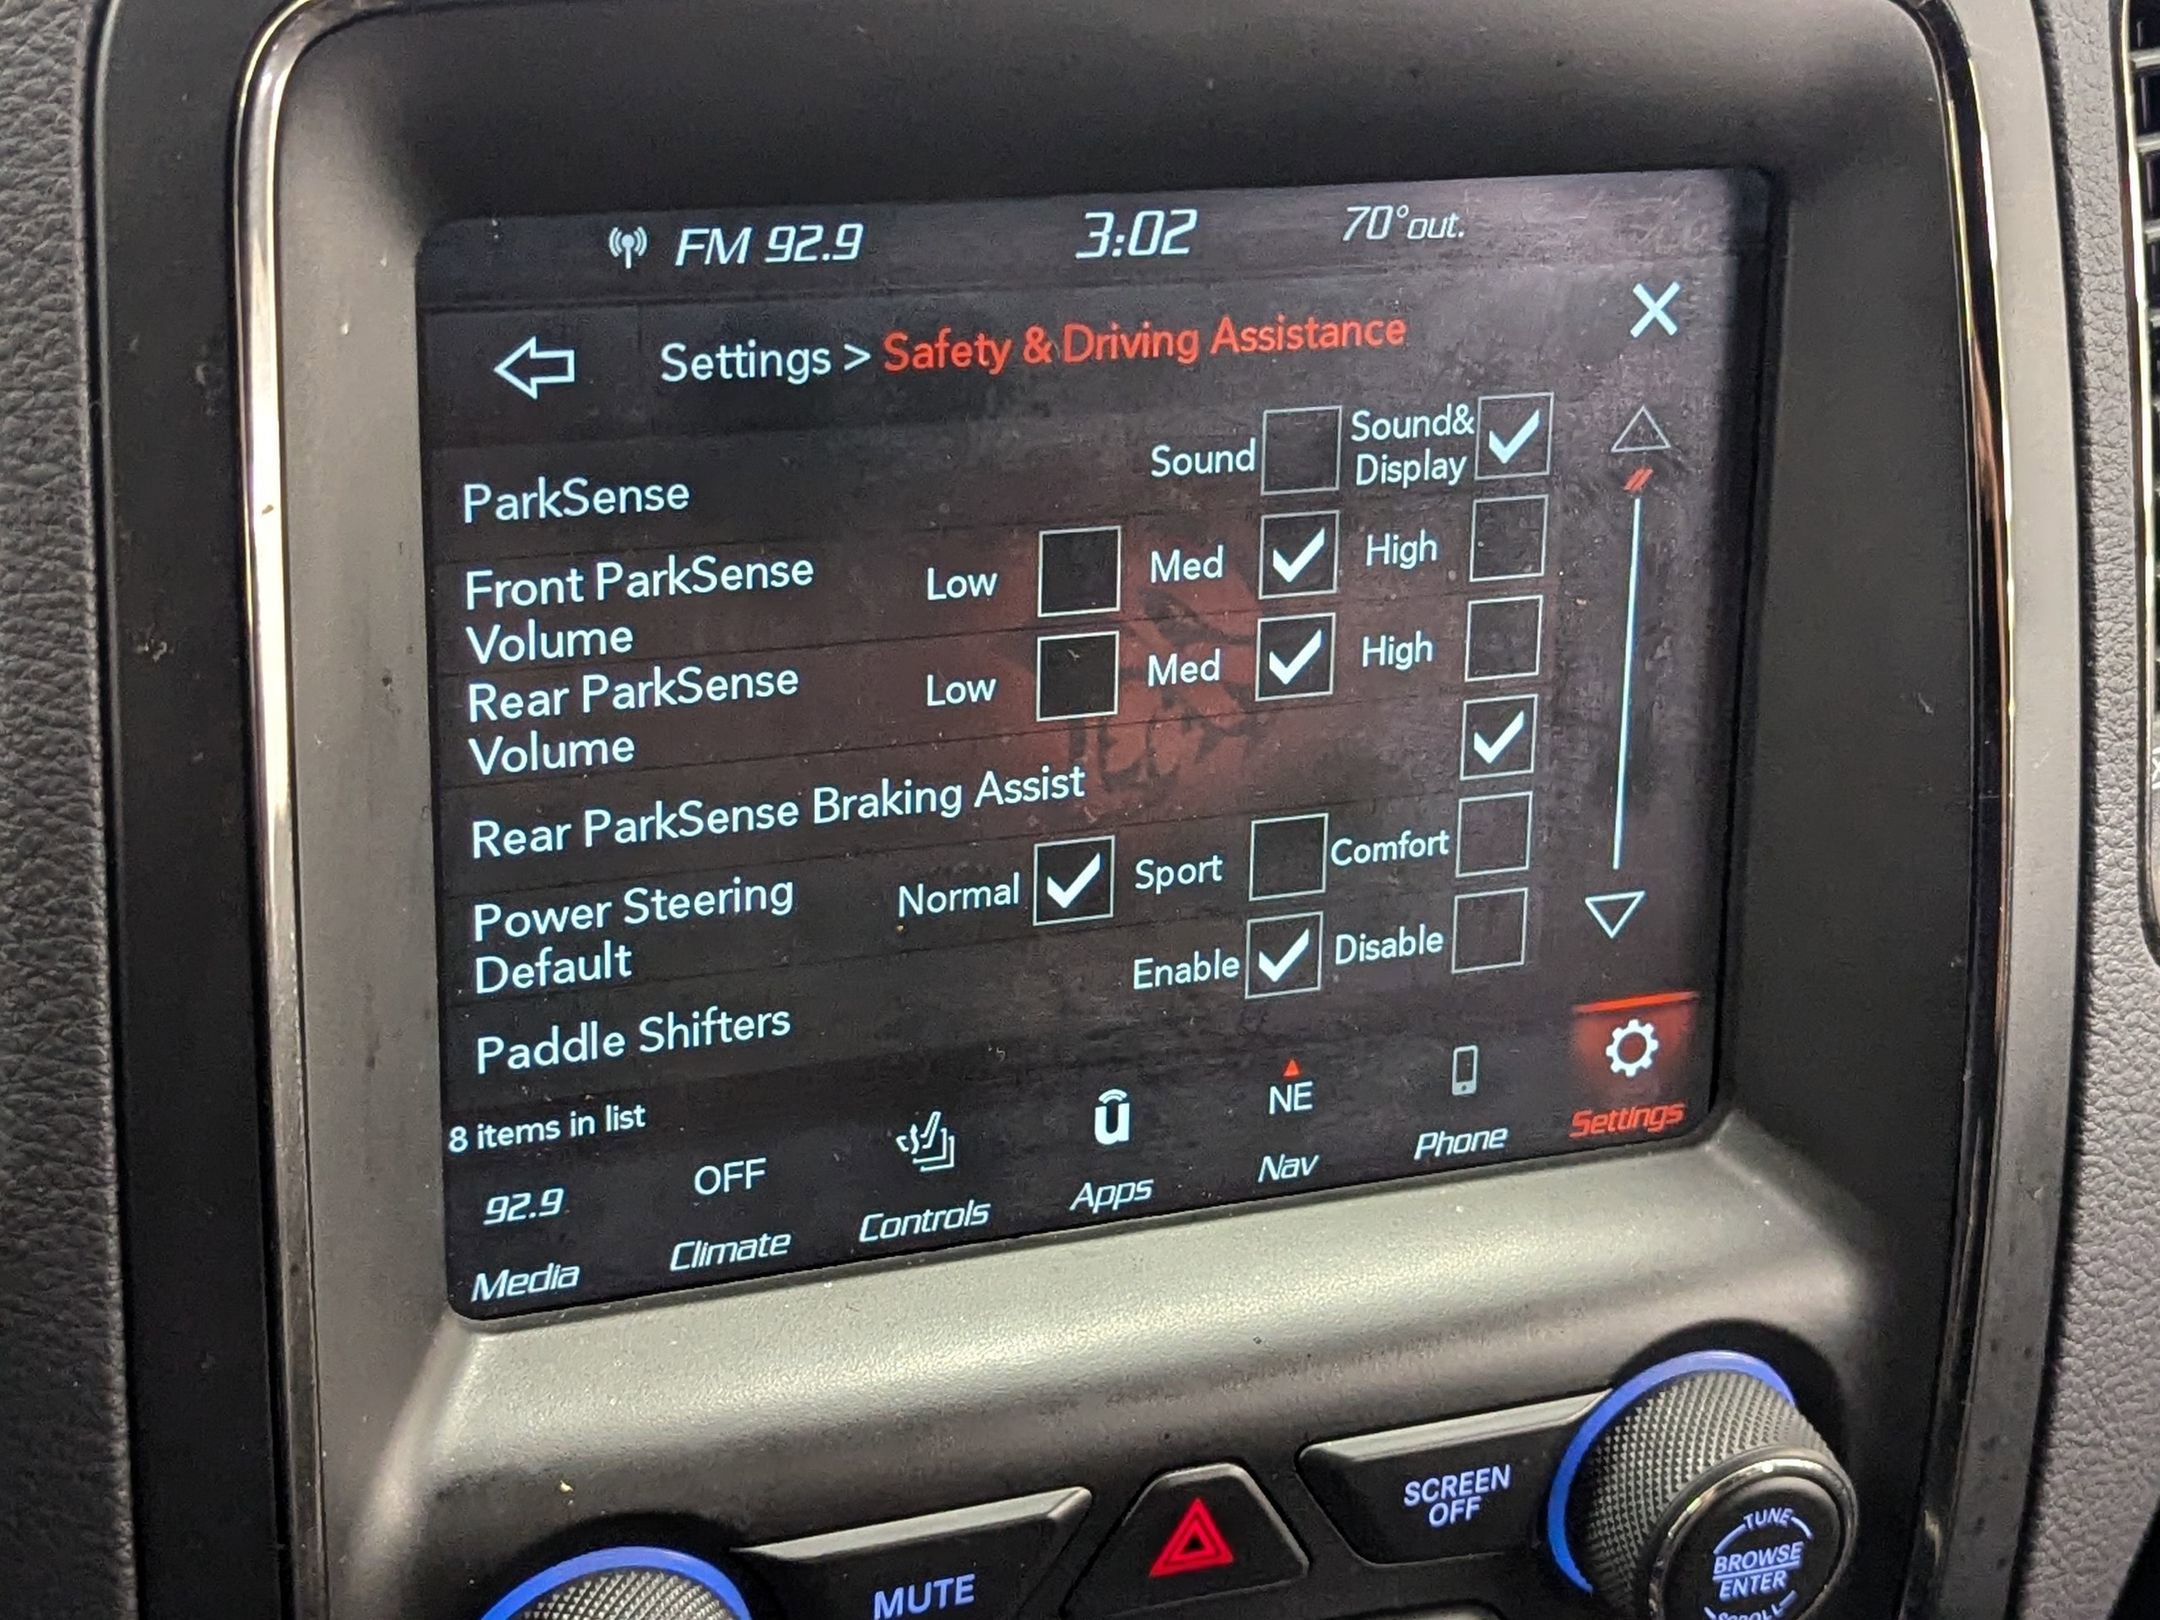 FM 92.9 3:02 70°out.
Settings > Safety & Driving Assistance
ParkSense Sound Sound& Display
Front ParkSense Volume Low Med High
Rear ParkSense Volume Low Med High
Rear ParkSense Braking Assist
Power Steering Default Normal Sport Comfort
Paddle Shifters Enable Disable
8 items in list
92.9 OFF u NE
Media Climate Controls Apps Nav Phone Settings
MUTE
SCREEN OFF
TUNE
BROWSE
ENTER
SCROLL